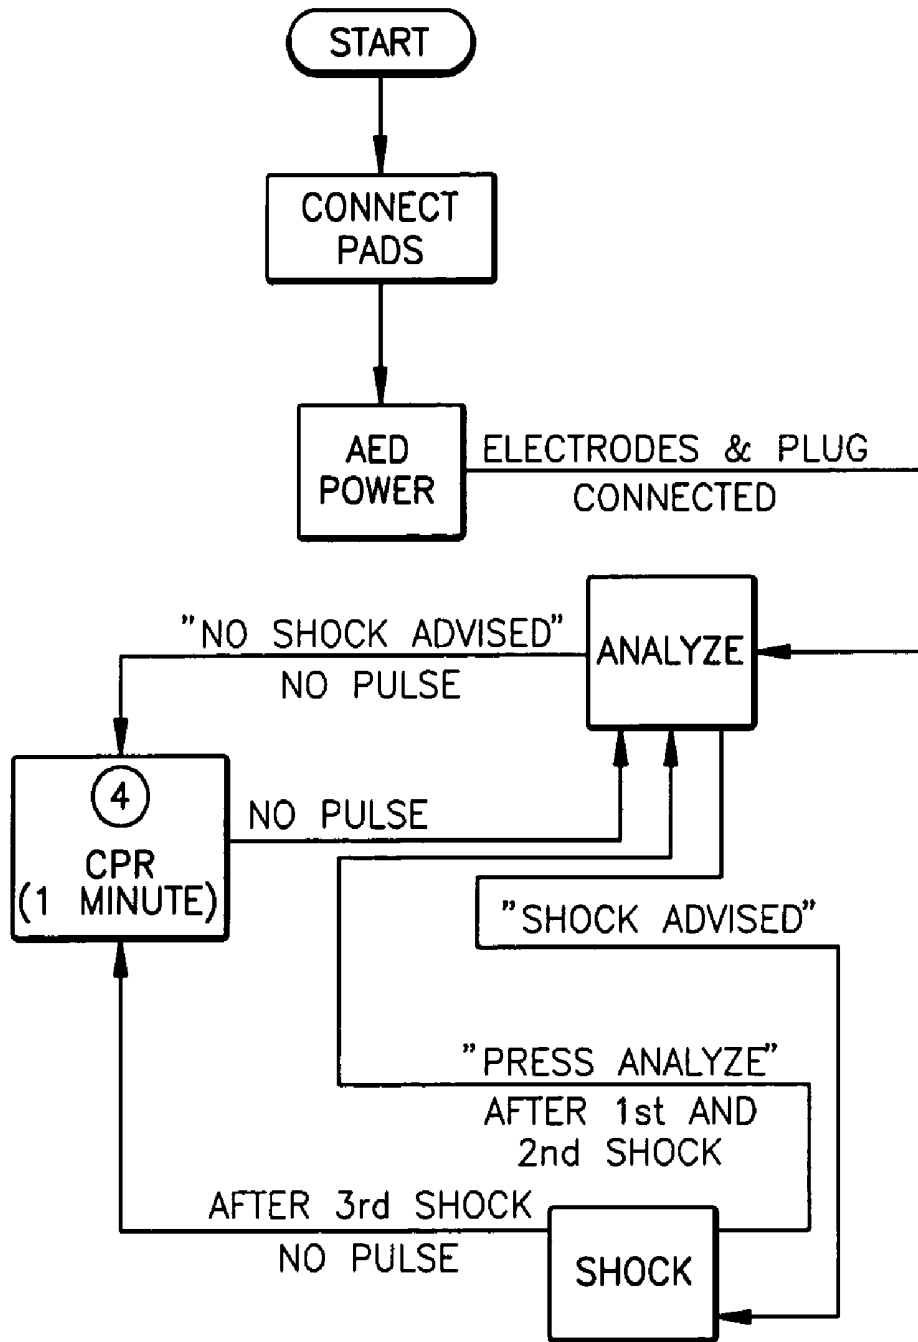 START
CONNECT
PADS
AED
POWER
ELECTRODES & PLUG
CONNECTED
"NO SHOCK ADVISED"
NO PULSE
ANALYZE
4
CPR
(1 MINUTE)
NO PULSE
"SHOCK ADVISED"
"PRESS ANALYZE"
AFTER 1st AND
2nd SHOCK
AFTER 3rd SHOCK
NO PULSE
SHOCK